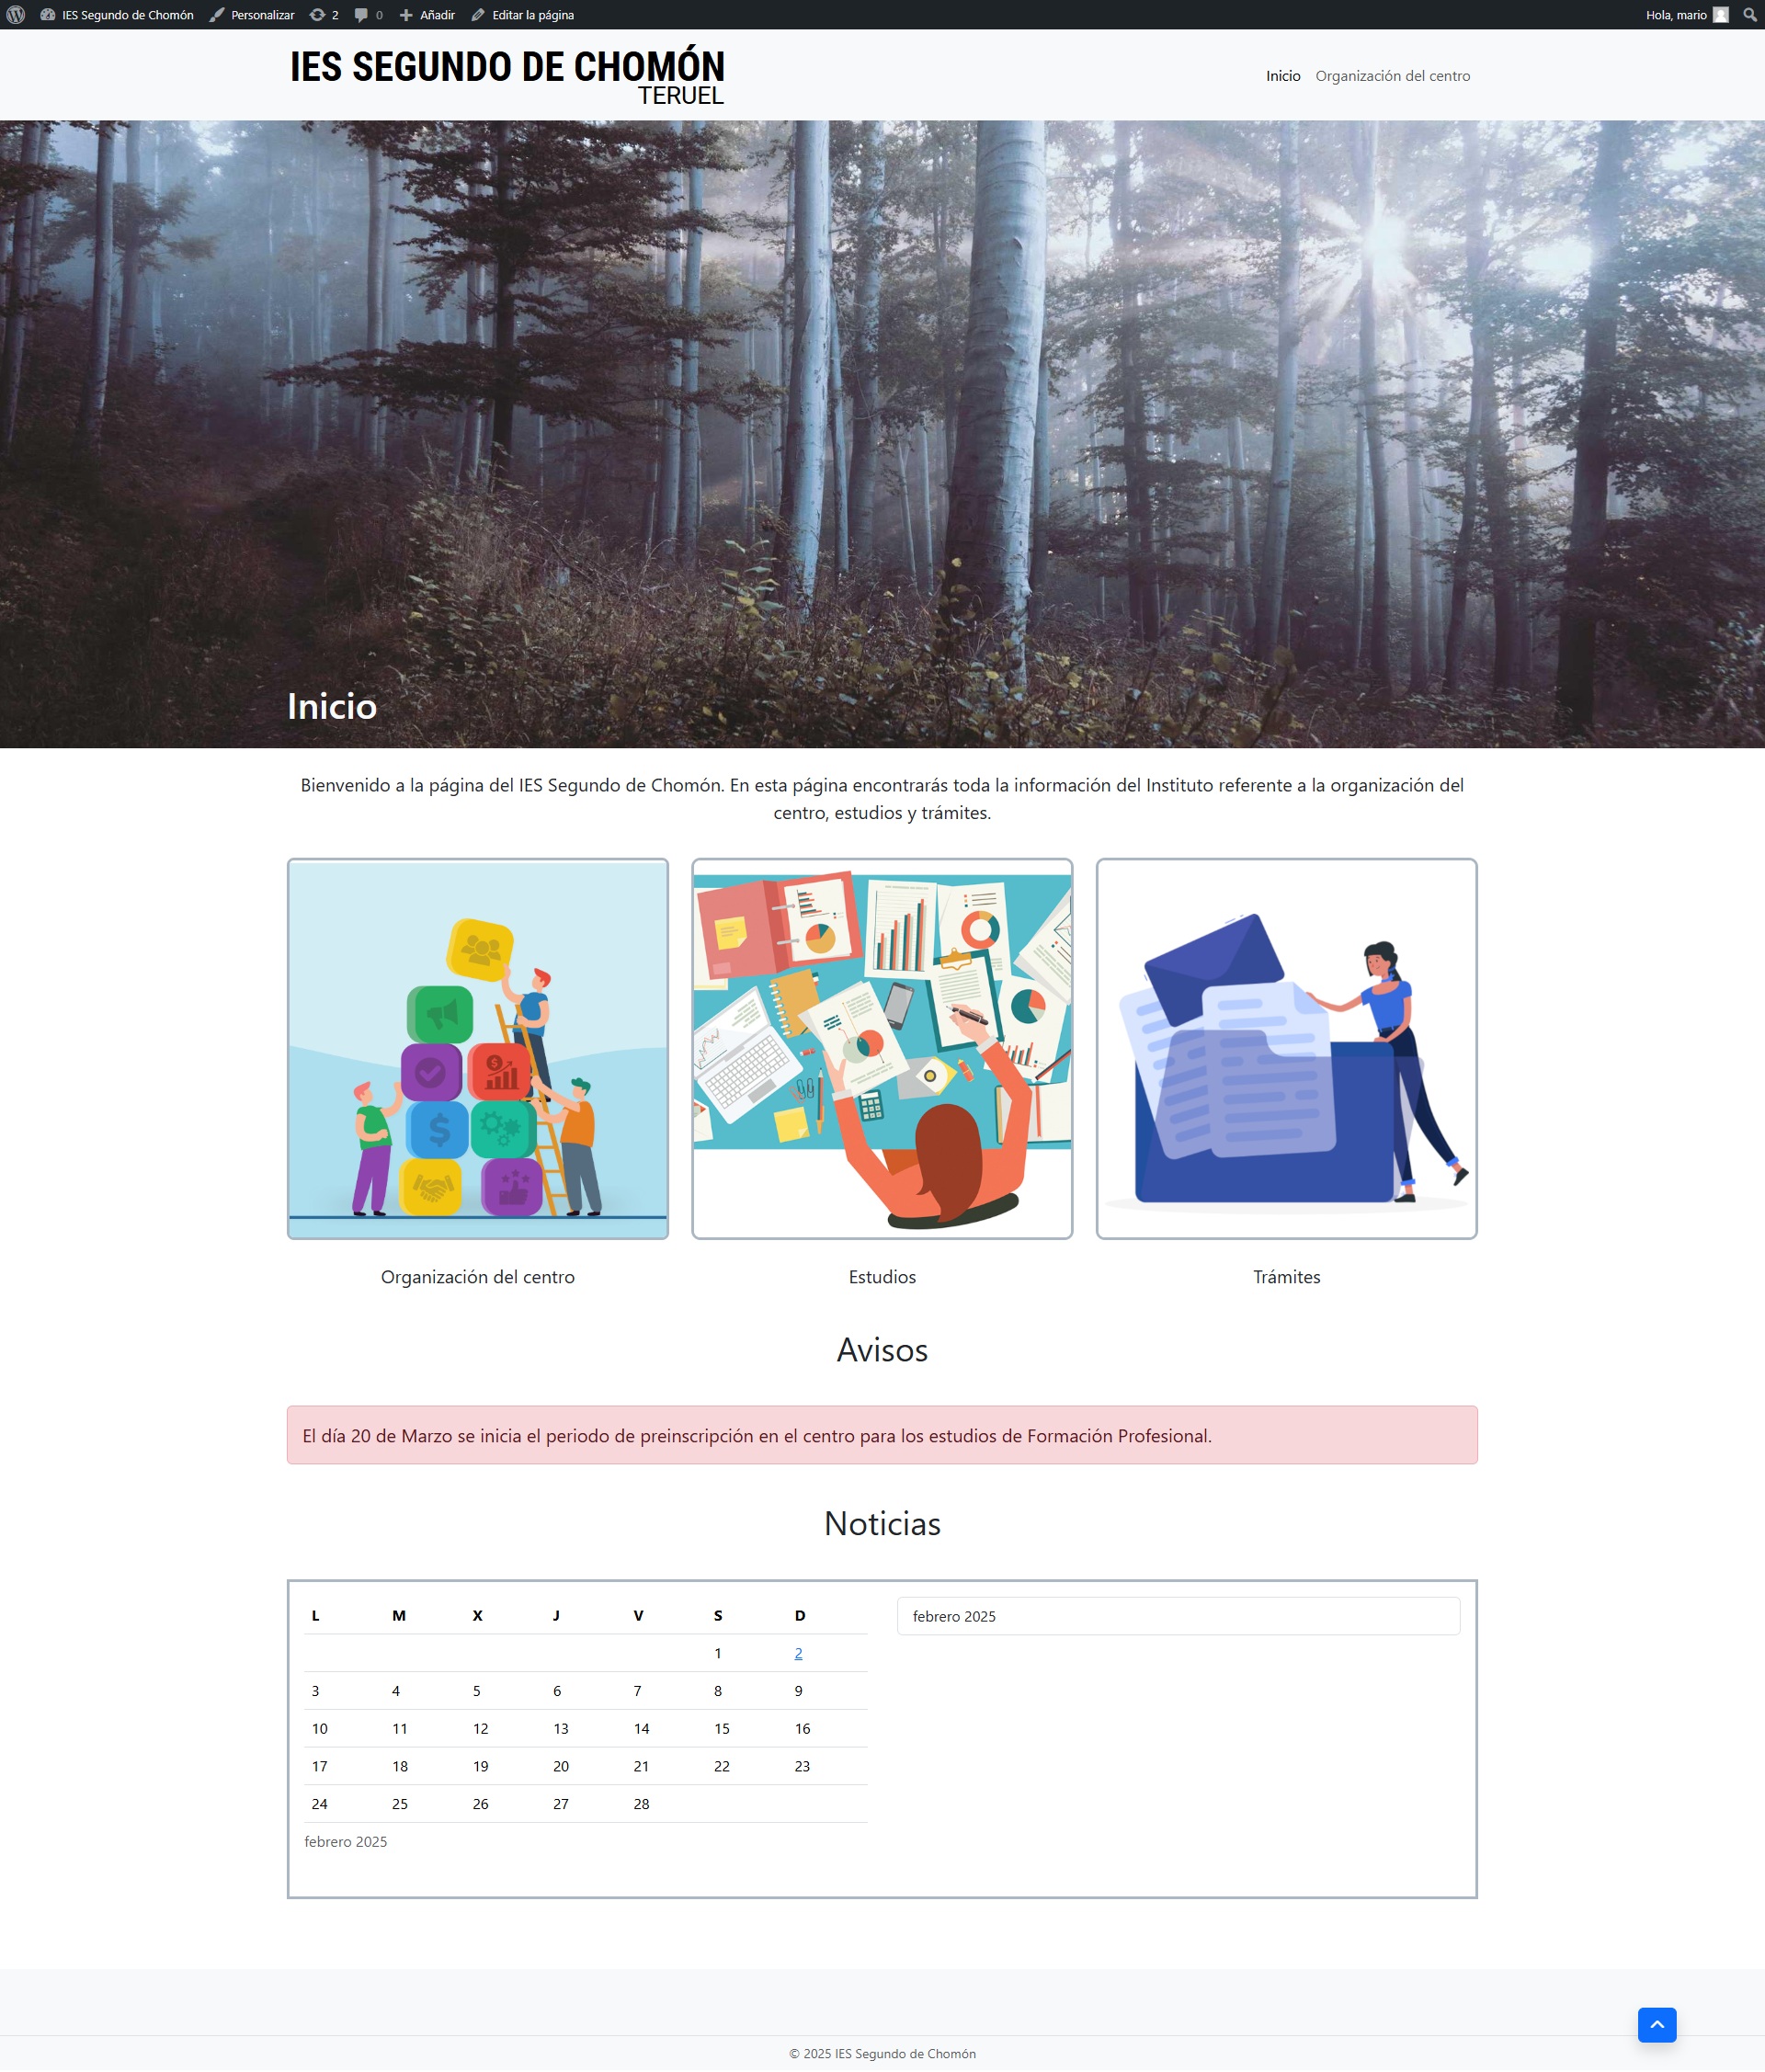 IES Segundo de Chomón Personalizar 2 0 Añadir Editar la página Hola, mario
IES SEGUNDO DE CHOMÓN
TERUEL
Inicio Organización del centro
Inicio
Bienvenido a la página del IES Segundo de Chomón. En esta página encontrarás toda la información del Instituto referente a la organización del
centro, estudios y trámites.
Organización del centro
Estudios
Trámites
Avisos
El día 20 de Marzo se inicia el periodo de preinscripción en el centro para los estudios de Formación Profesional.
Noticias
L M X J V S D
1 2
3 4 5 6 7 8 9
10 11 12 13 14 15 16
17 18 19 20 21 22 23
24 25 26 27 28
febrero 2025
febrero 2025
© 2025 IES Segundo de Chomón